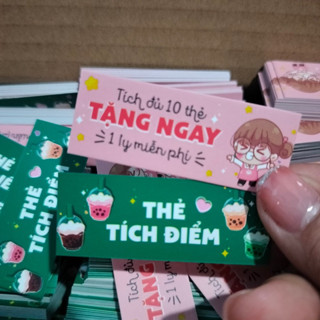 Tích đủ 10 thẻ
TẶNG NGAY
1 ly miễn phí
THẺ
TÍCH ĐIỂM
THẺ
TÍCH ĐIỂM